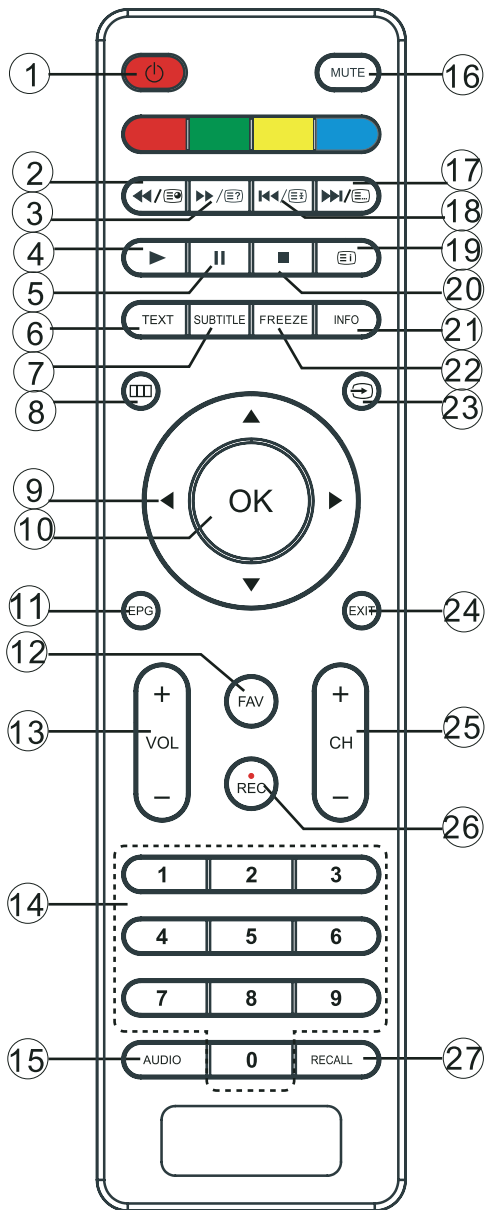 1 MUTE 16
2 17
3 18
4 19
5 20
TEXT SUBTITLE FREEZE INFO
6 21
7 22
8 23
9
OK
10
11 EPG EXIT 24
12
FAV
+ +
13 VOL CH 25
- -
REC
26
1 2 3
14
4 5 6
7 8 9
15 AUDIO 0 RECALL 27